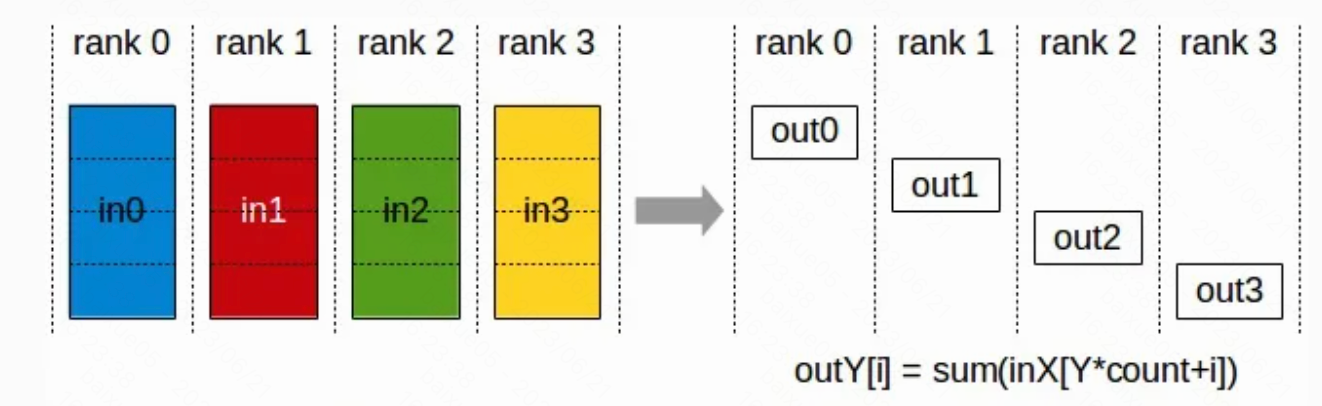 rank 0 rank 1 rank 2 rank 3 rank 0 rank 1 rank 2 rank 3
out0
in0 in1 in2 in3 out1
out2
out3
outY[i] = sum(inX[Y*count+i])